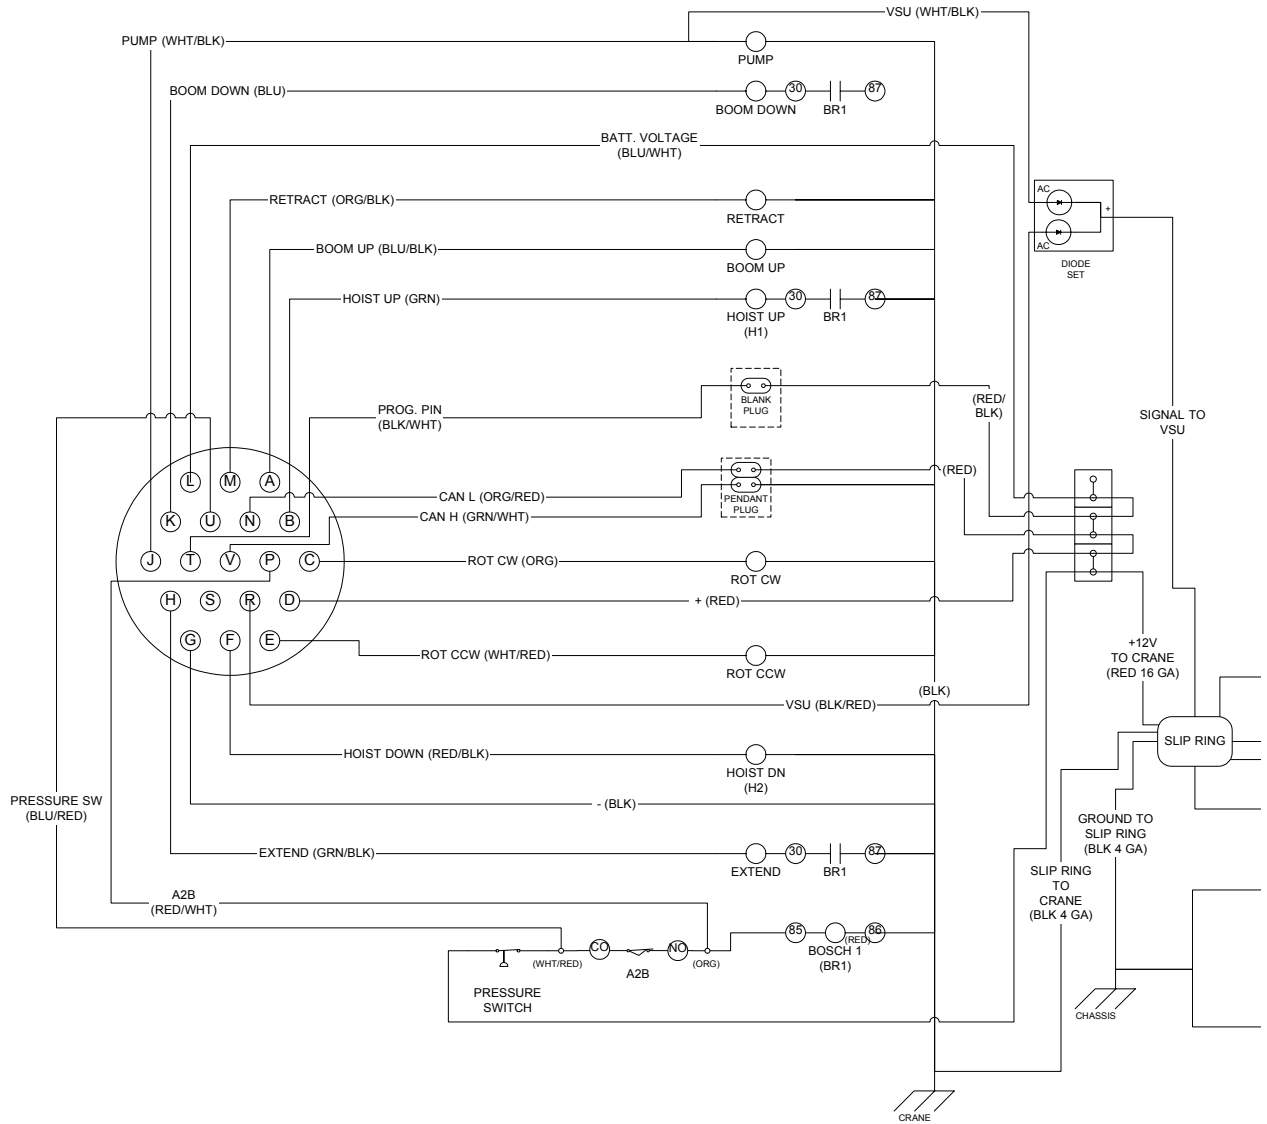 VSU (WHT/BLK)
PUMP (WHT/BLK)
PUMP
BOOM DOWN (BLU)
30
87
BOOM DOWN
BR1
BATT. VOLTAGE
(BLU/WHT)
RETRACT (ORG/BLK)
RETRACT
AC
+
AC
DIODE
SET
BOOM UP (BLU/BLK)
BOOM UP
HOIST UP (GRN)
30
87
HOIST UP
(H1)
BR1
PROG. PIN
(BLK/WHT)
BLANK
PLUG
(RED/
BLK)
SIGNAL TO
VSU
L
M
A
CAN L (ORG/RED)
(RED)
PENDANT
PLUG
K
U
N
B
CAN H (GRN/WHT)
J
T
V
P
C
ROT CW (ORG)
ROT CW
H
S
R
D
+ (RED)
G
F
E
ROT CCW (WHT/RED)
ROT CCW
+12V
TO CRANE
(RED 16 GA)
(BLK)
VSU (BLK/RED)
SLIP RING
HOIST DOWN (RED/BLK)
HOIST DN
(H2)
PRESSURE SW
(BLU/RED)
- (BLK)
GROUND TO
SLIP RING
(BLK 4 GA)
EXTEND (GRN/BLK)
30
87
EXTEND
BR1
SLIP RING
TO
CRANE
(BLK 4 GA)
A2B
(RED/WHT)
85
(RED)
86
BOSCH 1
(BR1)
CO
NO
(WHT/RED)
A2B
(ORG)
PRESSURE
SWITCH
CHASSIS
CRANE